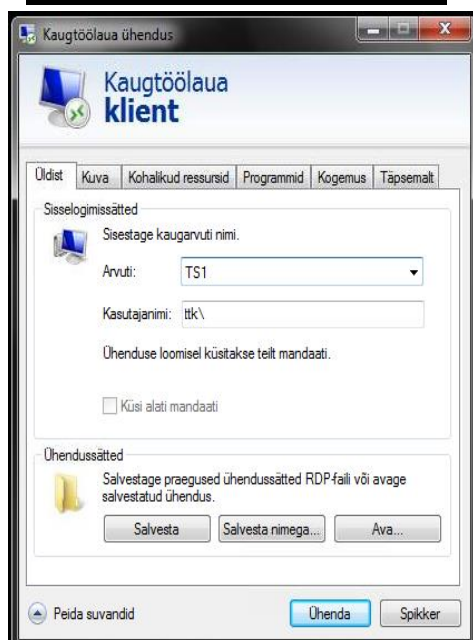 Kaugtöölaua ühendus
Kaugtöölaua
klient
Üldist Kuva Kohalikud ressursid Programmid Kogemus Täpsemalt
Sisselogimissätted
Sisestage kaugarvuti nimi.
Arvuti: TS1
Kasutajanimi: ttk\
Ühenduse loomisel küsitakse teilt mandaati.
Küsi alati mandaati
Ühendussätted
Salvestage praegused ühendussätted RDP-faili või avage
salvestatud ühendus.
Salvesta Salvesta nimega... Ava...
Peida suvandid Ühenda Spikker